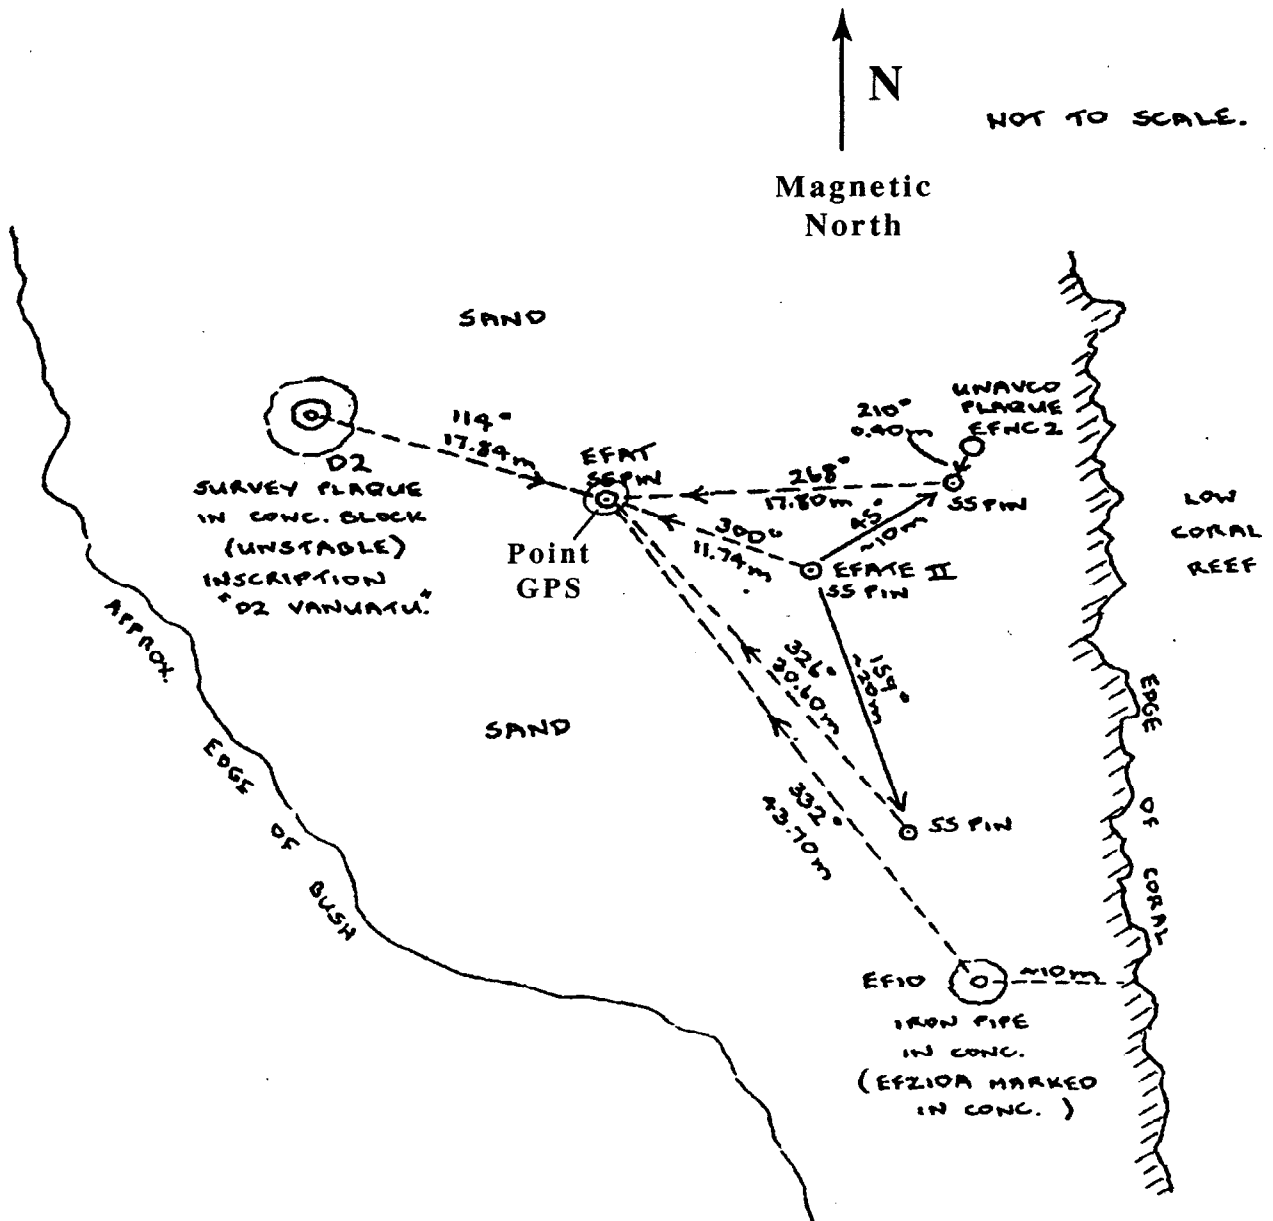 N
NOT TO SCALE.
Magnetic
North
SAND
UNAVCO
PLAQUE
EFNC2
210°
0.40m
114°
17.84m
EFAT
SS PIN
268°
17.80m
SS PIN
D2
SURVEY PLAQUE
IN CONC. BLOCK
(UNSTABLE)
INSCRIPTION
"D2 VANUATU."
Point
GPS
300°
11.74m
45°
~10m
EFATE II
SS PIN
LOW
CORAL
REEF
326°
30.60m
159°
~20m
SAND
332°
43.70m
SS PIN
APPROX. EDGE OF BUSH
EDGE OF CORAL
EF10
~10m
IRON PIPE
IN CONC.
(EFZ10A MARKED
IN CONC.)